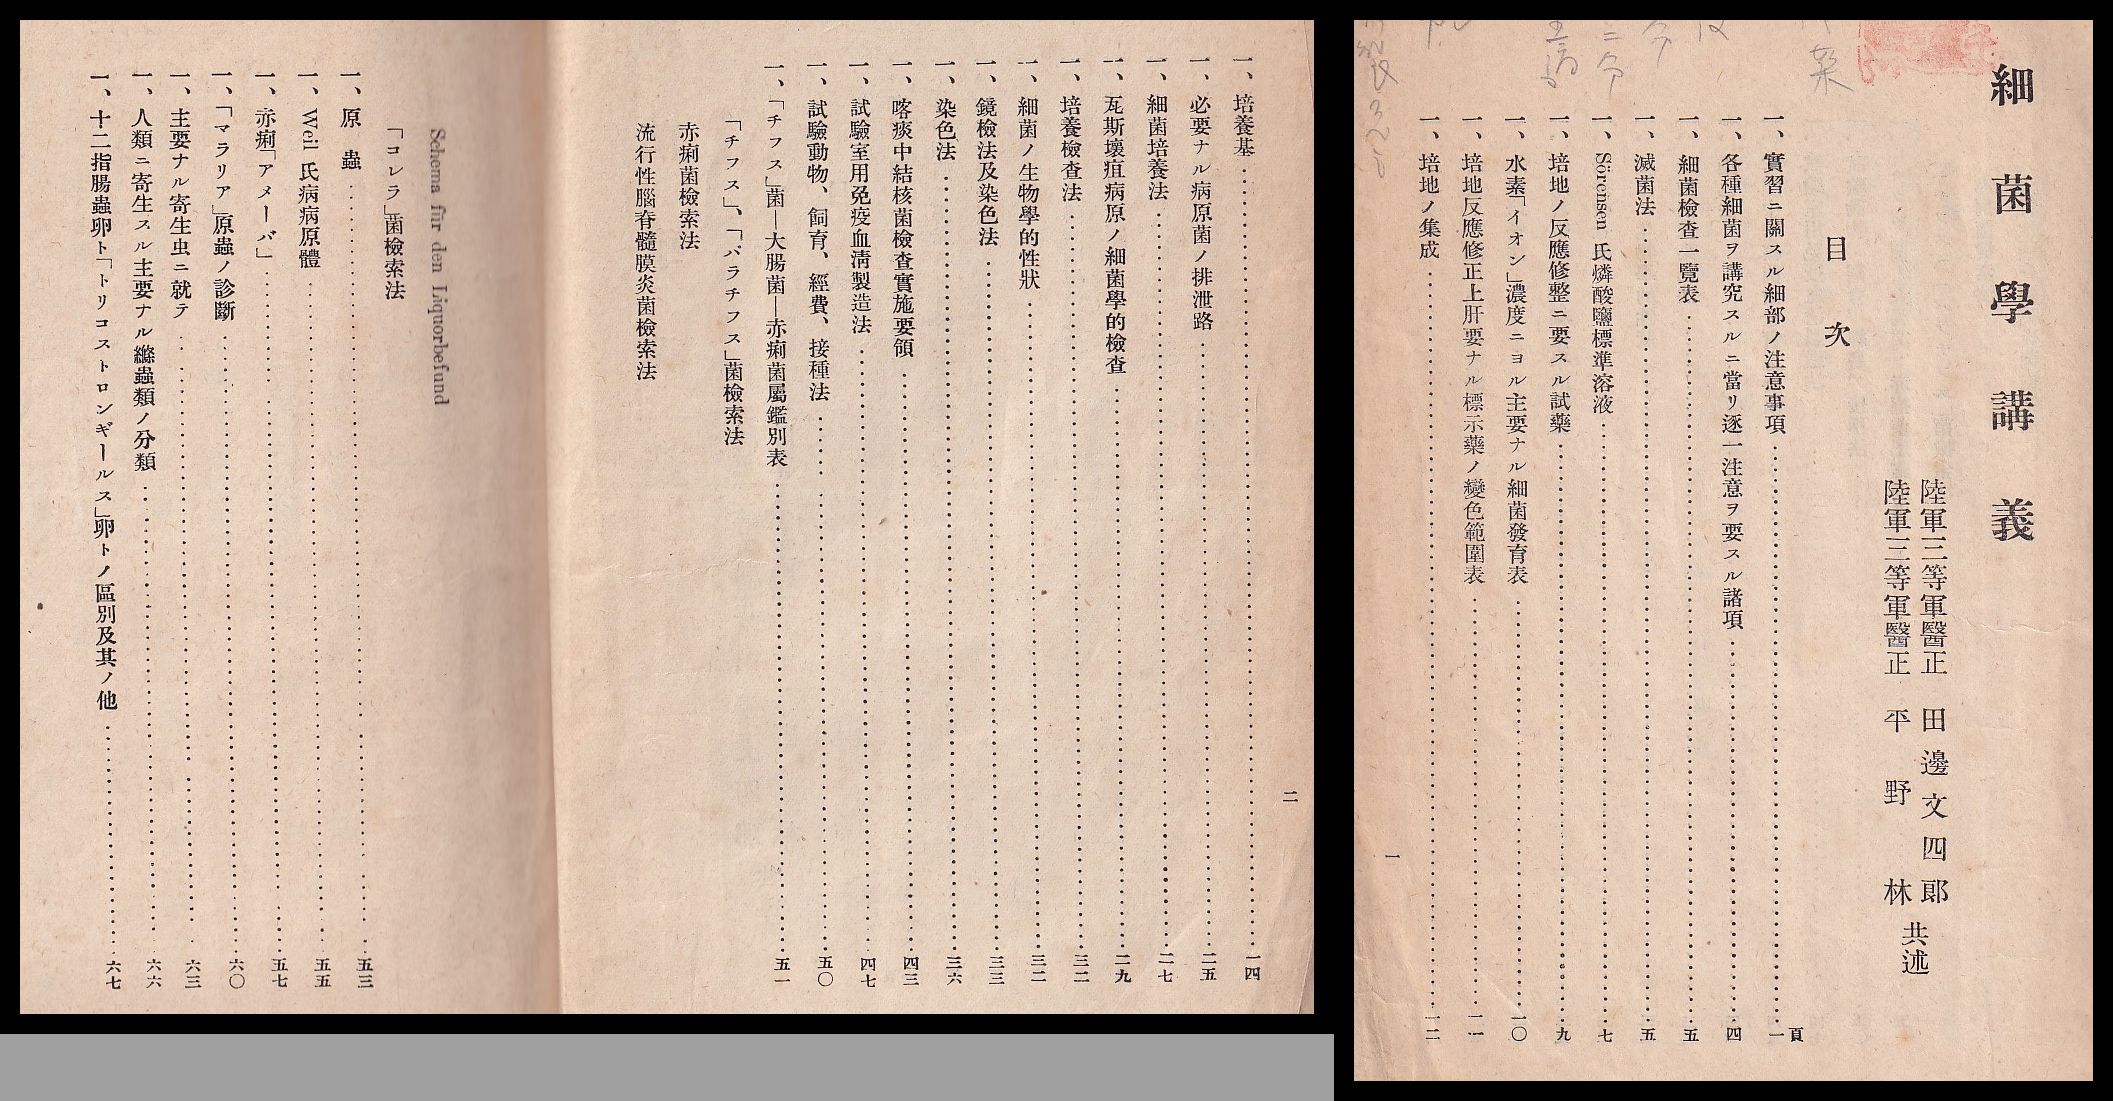 細菌學講義
陸軍三等軍醫正　田邊文四郎
陸軍三等軍醫正　平野林
共述
目次
頁
一、實習ニ關スル細部ノ注意事項……一
一、各種細菌ヲ講究スルニ當リ逐一注意ヲ要スル諸項……四
一、細菌檢査一覽表……五
一、滅菌法……五
一、Sörensen 氏燐酸鹽標準溶液……七
一、培地ノ反應修整ニ要スル試藥……九
一、水素「イオン」濃度ニヨル主要ナル細菌發育表……一〇
一、培地反應修正上肝要ナル標示藥ノ變色範圍表……一一
一、培地ノ集成……一二
一
二
一、培養基……一四
一、必要ナル病原菌ノ排泄路……二五
一、細菌培養法……二七
一、瓦斯壞疽病原ノ細菌學的檢査……二九
一、培養檢査法……三二
一、細菌ノ生物學的性狀……三二
一、鏡檢法及染色法……三三
一、染色法……三六
一、喀痰中結核菌檢査實施要領……四三
一、試驗室用免疫血清製造法……四七
一、試驗動物、飼育、經費、接種法……五〇
一、「チフス」菌—大腸菌—赤痢菌屬鑑別表……五一
「チフス」、「パラチフス」菌檢索法
赤痢菌檢索法
流行性腦脊髓膜炎菌檢索法
Schema für den Liquorbefund
「コレラ」菌檢索法
一、原蟲……五三
一、Weil 氏病病原體……五五
一、赤痢「アメーバ」……五七
一、「マラリア」原蟲ノ診斷……六〇
一、主要ナル寄生虫ニ就テ……六三
一、人類ニ寄生スル主要ナル蠕蟲類ノ分類……六六
一、十二指腸蟲卵ト「トリコストロンギールス」卵トノ區別及其ノ他……六七